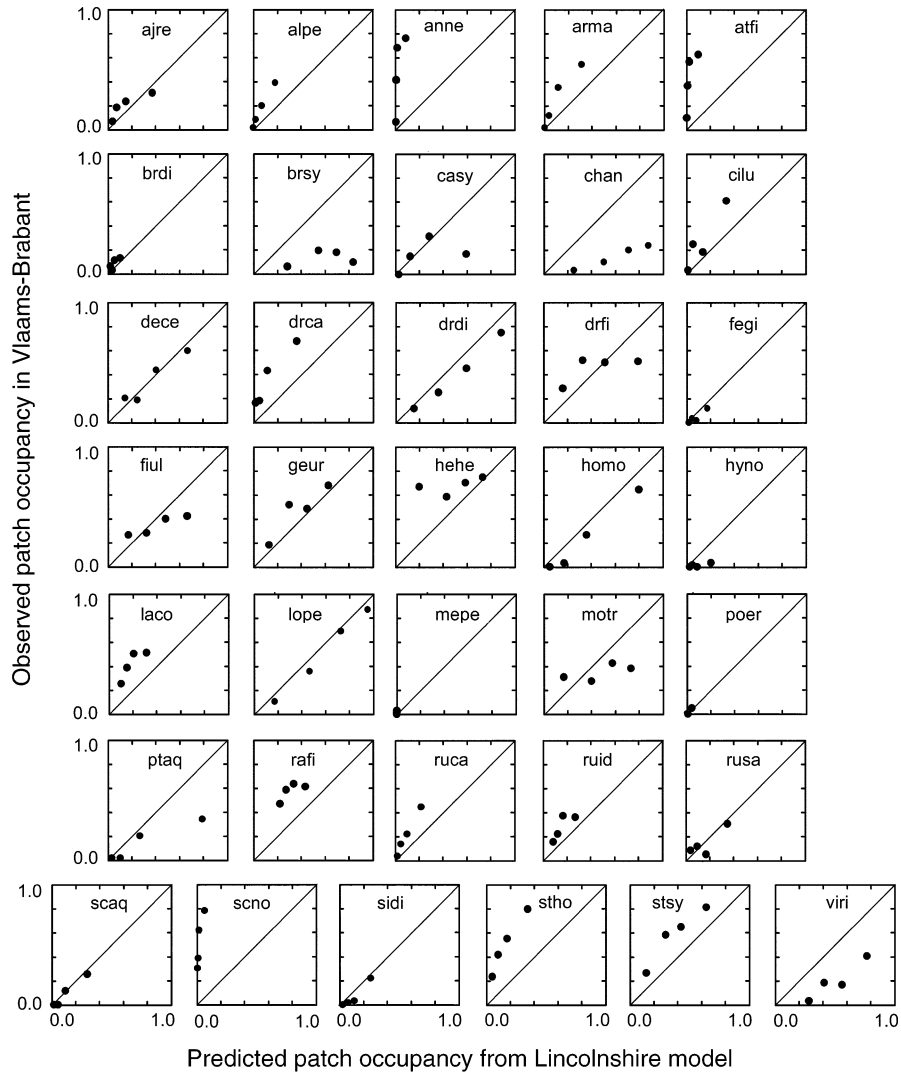 1.0
ajre alpe anne arma atfi
0.0
1.0
brdi brsy casy chan cilu
0.0
1.0
dece drca drdi drfi fegi
0.0
1.0
fiul geur hehe homo hyno
0.0
1.0
laco lope mepe motr poer
0.0
1.0
ptaq rafi ruca ruid rusa
0.0
1.0
scaq scno sidi stho stsy viri
0.0
0.0 1.0 0.0 1.0 0.0 1.0 0.0 1.0 0.0 1.0 0.0 1.0
Observed patch occupancy in Vlaams-Brabant
Predicted patch occupancy from Lincolnshire model